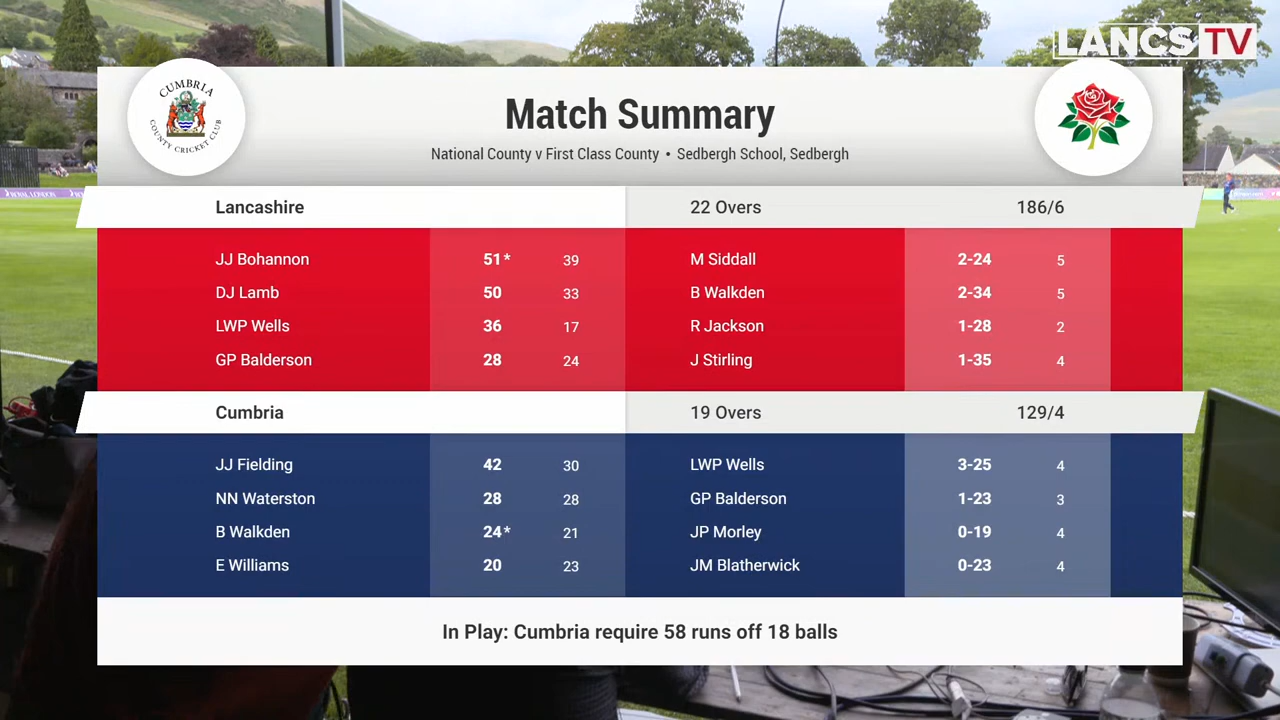 LANCS TV
CUMBRIA
COUNTY CRICKET CLUB
Match Summary
National County v First Class County • Sedbergh School, Sedbergh
Lancashire 22 Overs 186/6
JJ Bohannon 51* 39 M Siddall 2-24 5
DJ Lamb 50 33 B Walkden 2-34 5
LWP Wells 36 17 R Jackson 1-28 2
GP Balderson 28 24 J Stirling 1-35 4
Cumbria 19 Overs 129/4
JJ Fielding 42 30 LWP Wells 3-25 4
NN Waterston 28 28 GP Balderson 1-23 3
B Walkden 24* 21 JP Morley 0-19 4
E Williams 20 23 JM Blatherwick 0-23 4
In Play: Cumbria require 58 runs off 18 balls
ROYAL LONDON